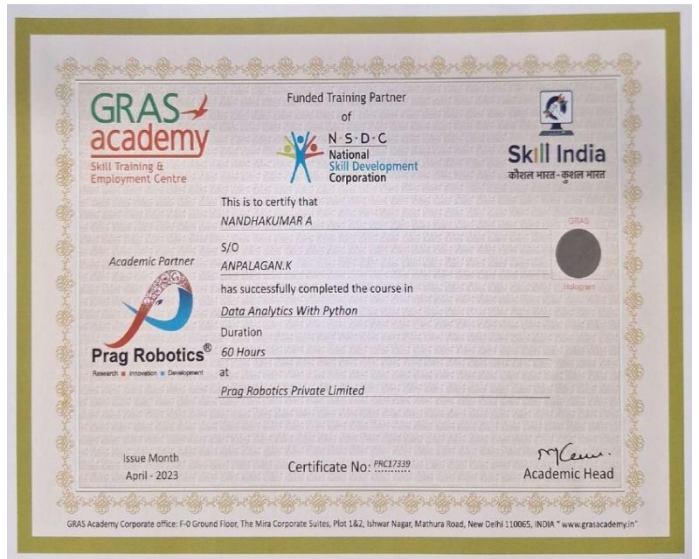 GRAS
academy
Skill Training &
Employment Centre
Funded Training Partner
of
N·S·D·C
National
Skill Development
Corporation
Skill India
कौशल भारत - कुशल भारत
This is to certify that
NANDHAKUMAR A
S/O
ANPALAGAN.K
has successfully completed the course in
Data Analytics With Python
Duration
60 Hours
at
Prag Robotics Private Limited
Academic Partner
Prag Robotics®
Research Innovation Development
GRAS
Hologram
Issue Month
April - 2023
Certificate No: PRC17339
Academic Head
GRAS Academy Corporate office: F-0 Ground Floor, The Mira Corporate Suites, Plot 1&2, Ishwar Nagar, Mathura Road, New Delhi 110065, INDIA * www.grasacademy.in"